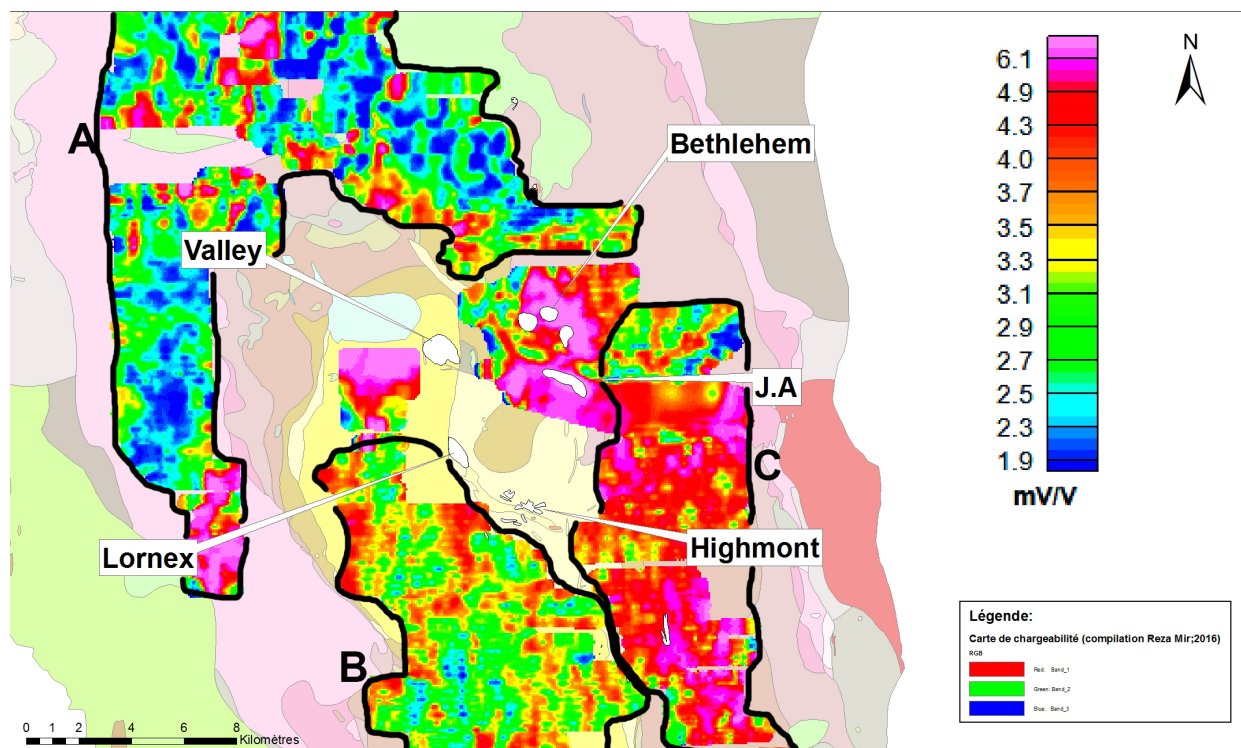 N
6.1
4.9
4.3
4.0
3.7
3.5
3.3
3.1
2.9
2.7
2.5
2.3
1.9
mV/V
A
Bethlehem
Valley
J.A
C
Lornex
Highmont
B
Légende:
Carte de chargeabilité (compilation Reza Mir;2016)
RGB
Red: Band_1
Green: Band_2
Blue: Band_3
0 1 2 4 6 8
Kilomètres